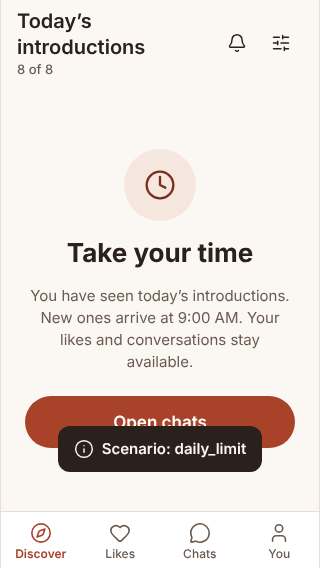 Today’s
introductions
8 of 8
Take your time
You have seen today’s introductions.
New ones arrive at 9:00 AM. Your
likes and conversations stay
available.
Open chats
Scenario: daily_limit
Discover
Likes
Chats
You